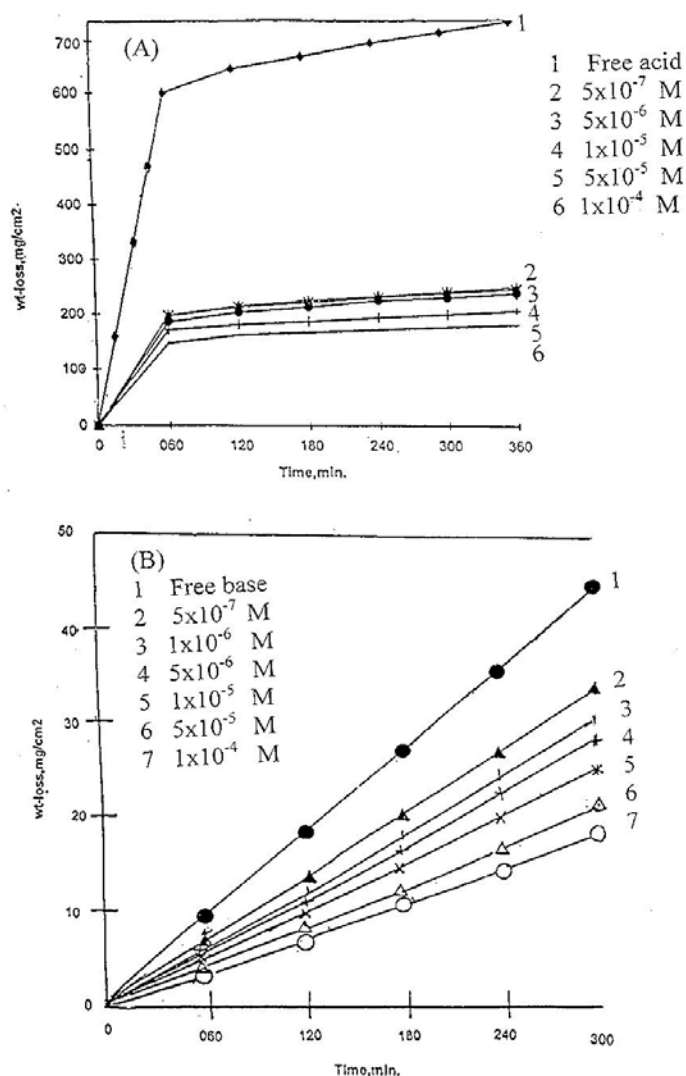 (A)
700
600
500
400
300
200
100
0
wt-loss,mg/cm2
0 060 120 180 240 300 360
Time,min.
1
2
3
4
5
6
1 Free acid
2 5x10⁻⁷ M
3 5x10⁻⁶ M
4 1x10⁻⁵ M
5 5x10⁻⁵ M
6 1x10⁻⁴ M
(B)
1 Free base
2 5x10⁻⁷ M
3 1x10⁻⁶ M
4 5x10⁻⁶ M
5 1x10⁻⁵ M
6 5x10⁻⁵ M
7 1x10⁻⁴ M
50
40
30
20
10
0
wt-loss,mg/cm2
1
2
3
4
5
6
7
0 060 120 180 240 300
Time,min.